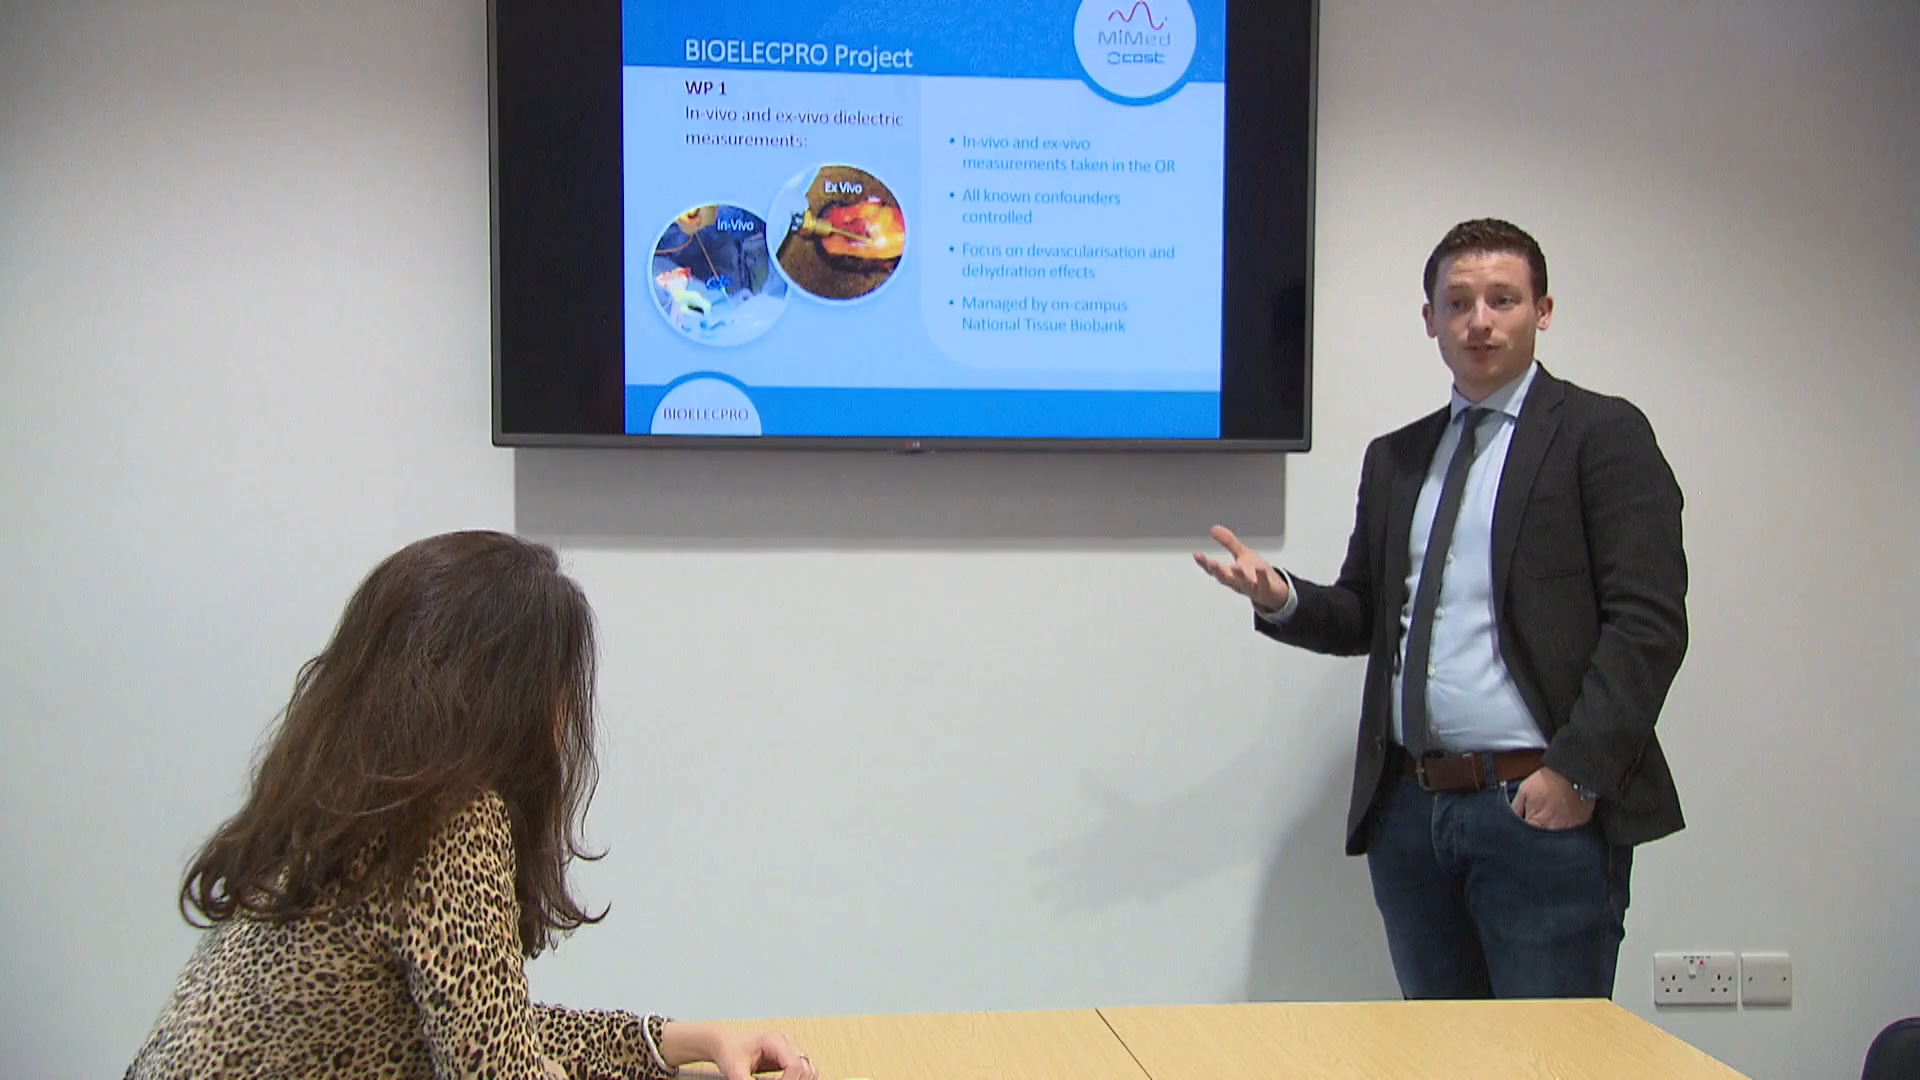 BIOELECPRO Project
MiMed
cost
WP 1
In-vivo and ex-vivo dielectric
measurements:
In-Vivo
Ex Vivo
• In-vivo and ex-vivo
measurements taken in the OR
• All known confounders
controlled
• Focus on devascularisation and
dehydration effects
• Managed by on-campus
National Tissue Biobank
BIOELECPRO
LG